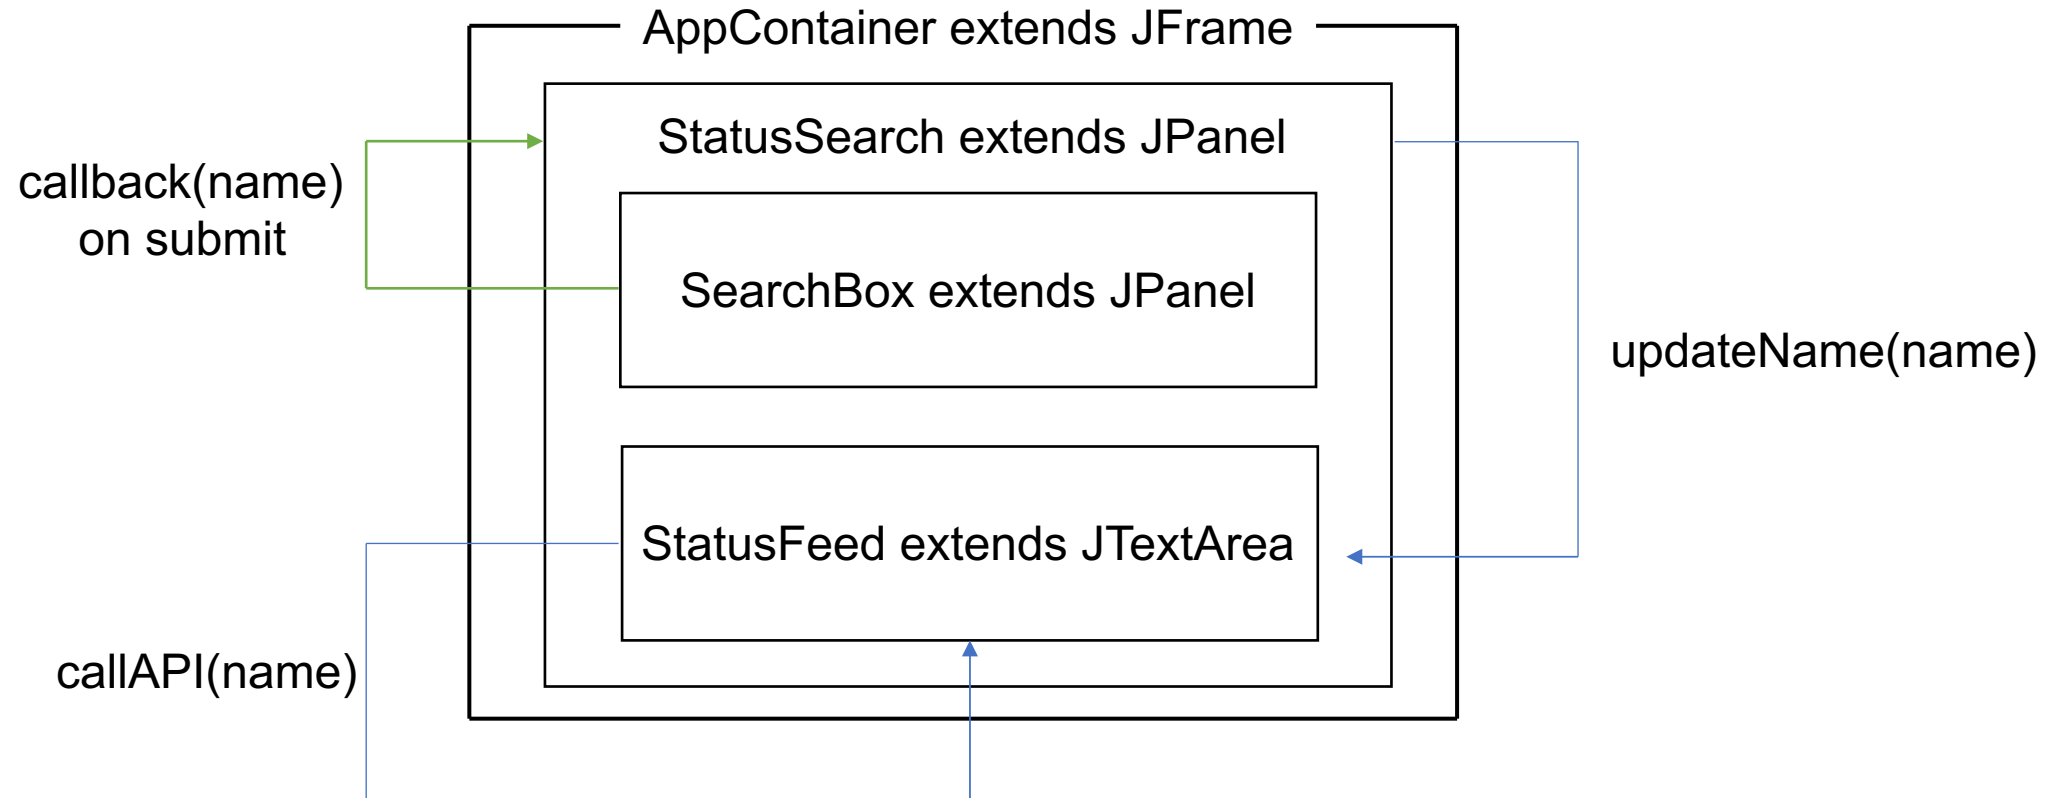 AppContainer extends JFrame
StatusSearch extends JPanel
callback(name)
on submit
SearchBox extends JPanel
updateName(name)
StatusFeed extends JTextArea
callAPI(name)